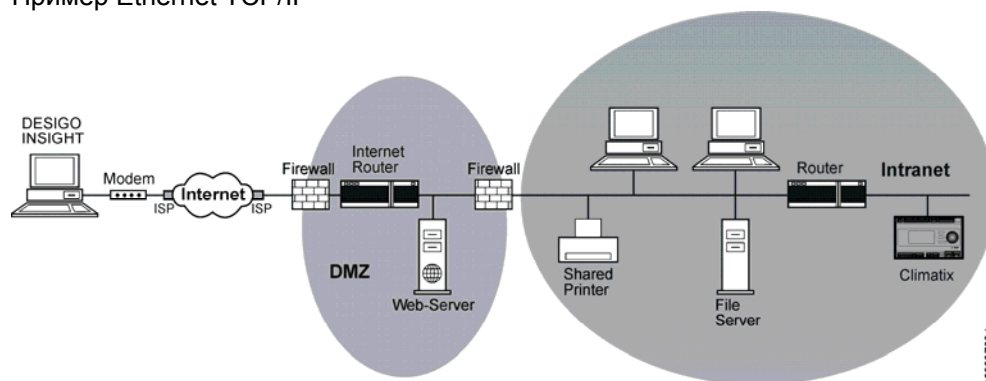 Пример Ethernet TCP/IP
DESIGO
INSIGHT
Modem
ISP
Internet
ISP
Firewall
Internet
Router
Firewall
DMZ
Web-Server
Shared
Printer
File
Server
Router
Intranet
Climatix